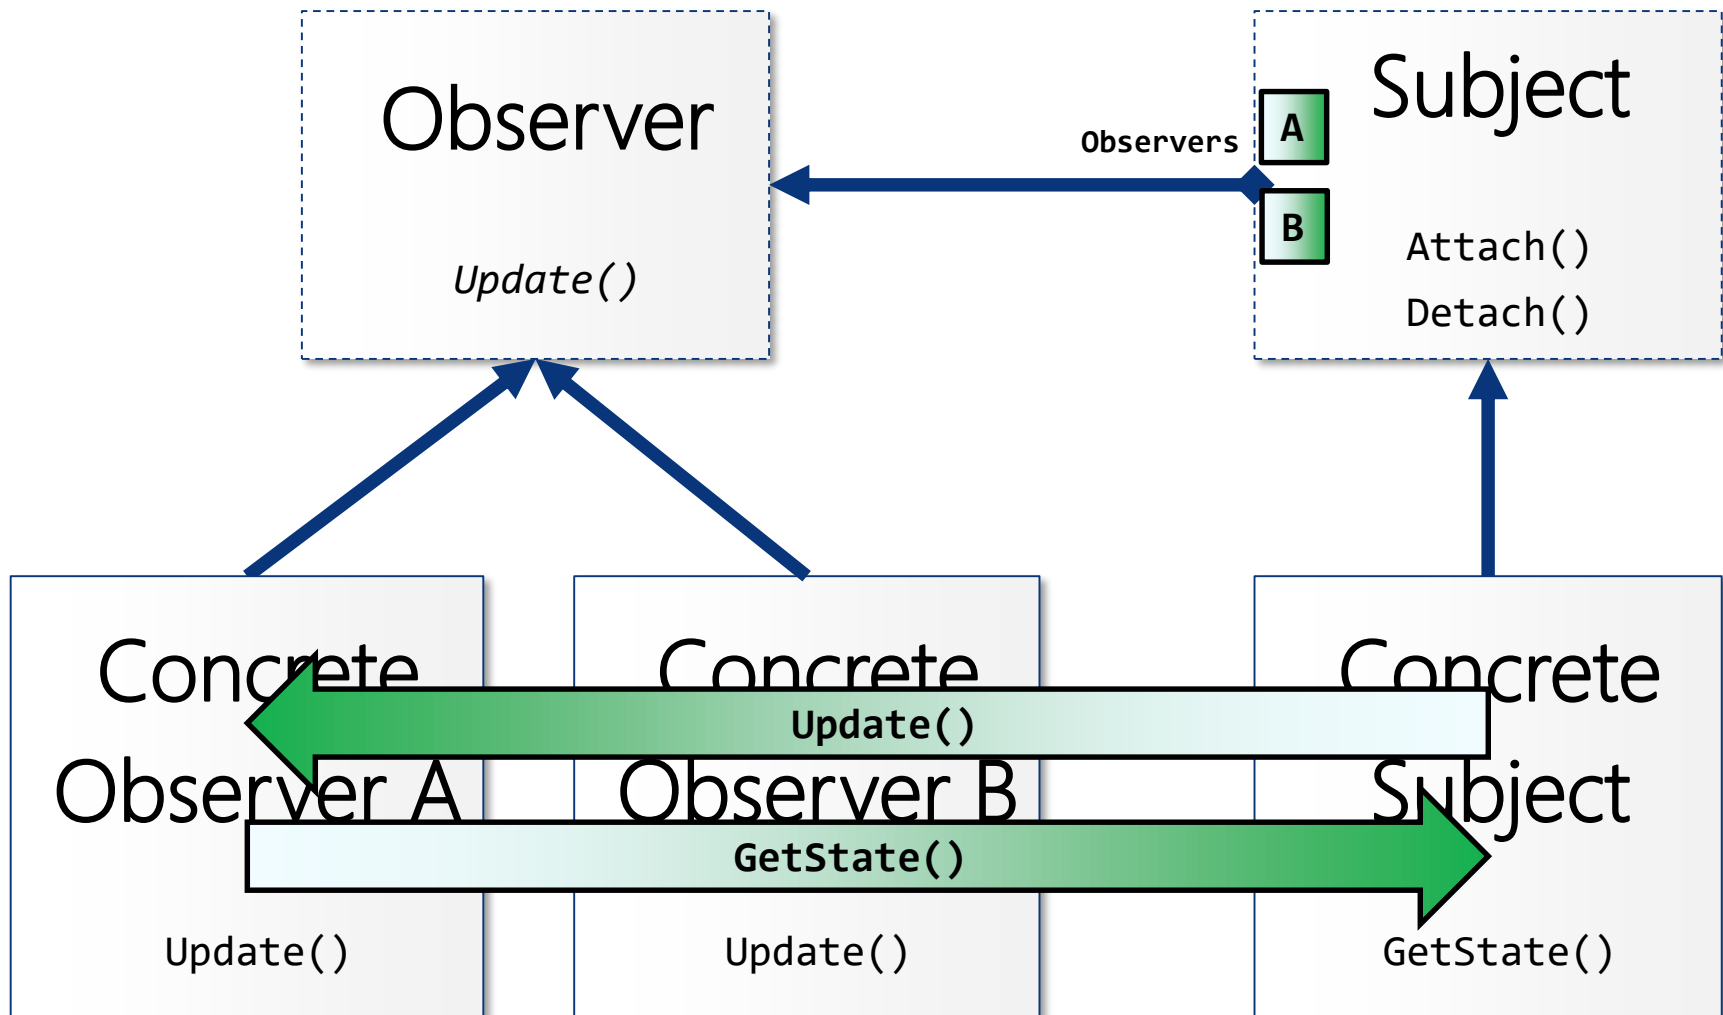 Observer
Update()
Observers
A
B
Subject
Attach()
Detach()
Concrete
Observer A
Update()
Concrete
Observer B
Update()
Concrete
Subject
GetState()
Update()
GetState()